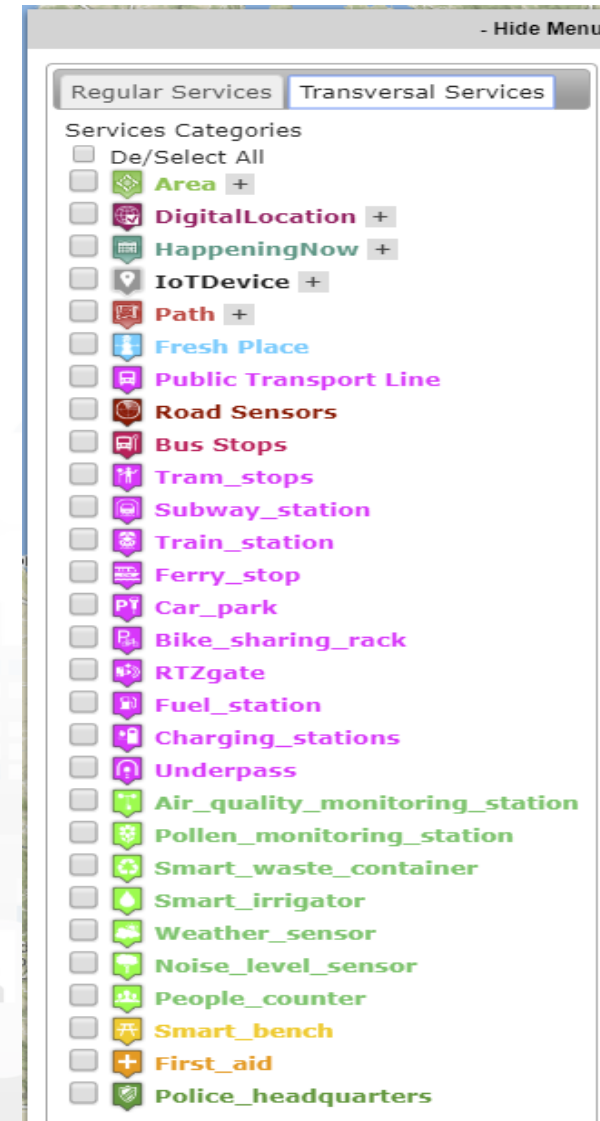 - Hide Menu
Regular Services Transversal Services
Services Categories
De/Select All
Area +
DigitalLocation +
HappeningNow +
IoTDevice +
Path +
Fresh Place
Public Transport Line
Road Sensors
Bus Stops
Tram_stops
Subway_station
Train_station
Ferry_stop
Car_park
Bike_sharing_rack
RTZgate
Fuel_station
Charging_stations
Underpass
Air_quality_monitoring_station
Pollen_monitoring_station
Smart_waste_container
Smart_irrigator
Weather_sensor
Noise_level_sensor
People_counter
Smart_bench
First_aid
Police_headquarters